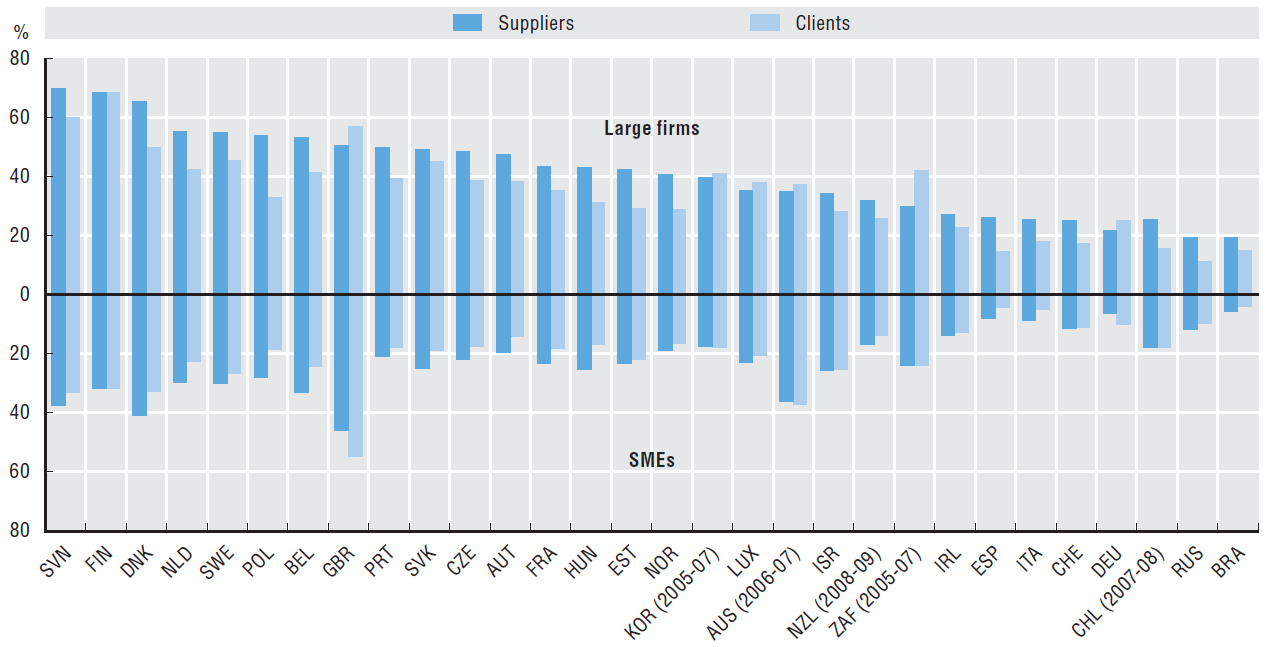 Suppliers
Clients
%
80
60
40
20
0
20
40
60
80
Large firms
SMEs
SVN
FIN
DNK
NLD
SWE
POL
BEL
GBR
PRT
SVK
CZE
AUT
FRA
HUN
EST
NOR
KOR (2005-07)
LUX
AUS (2006-07)
ISR
NZL (2008-09)
ZAF (2005-07)
IRL
ESP
ITA
CHE
DEU
CHL (2007-08)
RUS
BRA